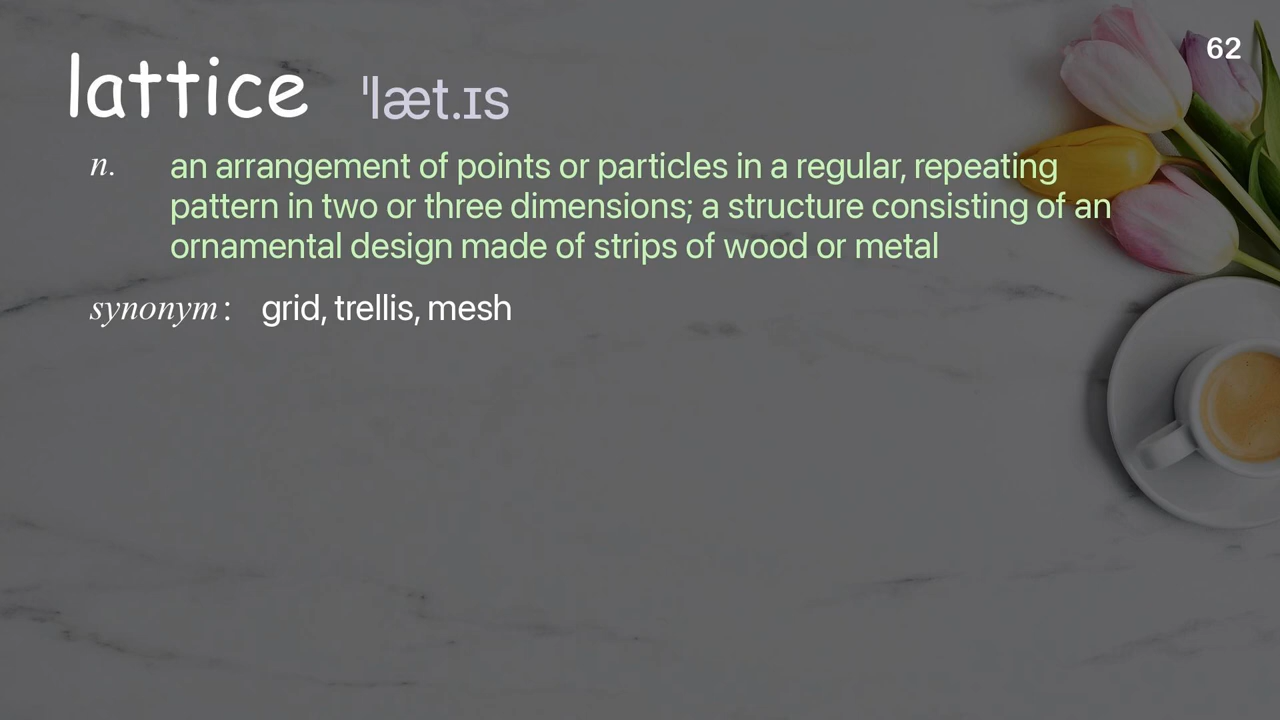 62
lattice ˈlæt.ɪs
n. an arrangement of points or particles in a regular, repeating
pattern in two or three dimensions; a structure consisting of an
ornamental design made of strips of wood or metal
synonym: grid, trellis, mesh